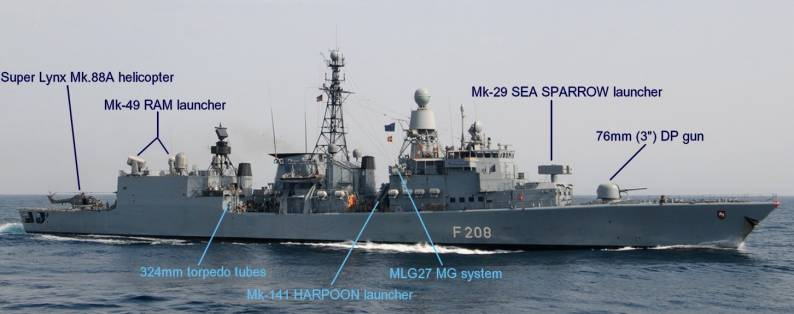 Super Lynx Mk.88A helicopter
Mk-49 RAM launcher
Mk-29 SEA SPARROW launcher
76mm (3") DP gun
F 208
324mm torpedo tubes
MLG27 MG system
Mk-141 HARPOON launcher